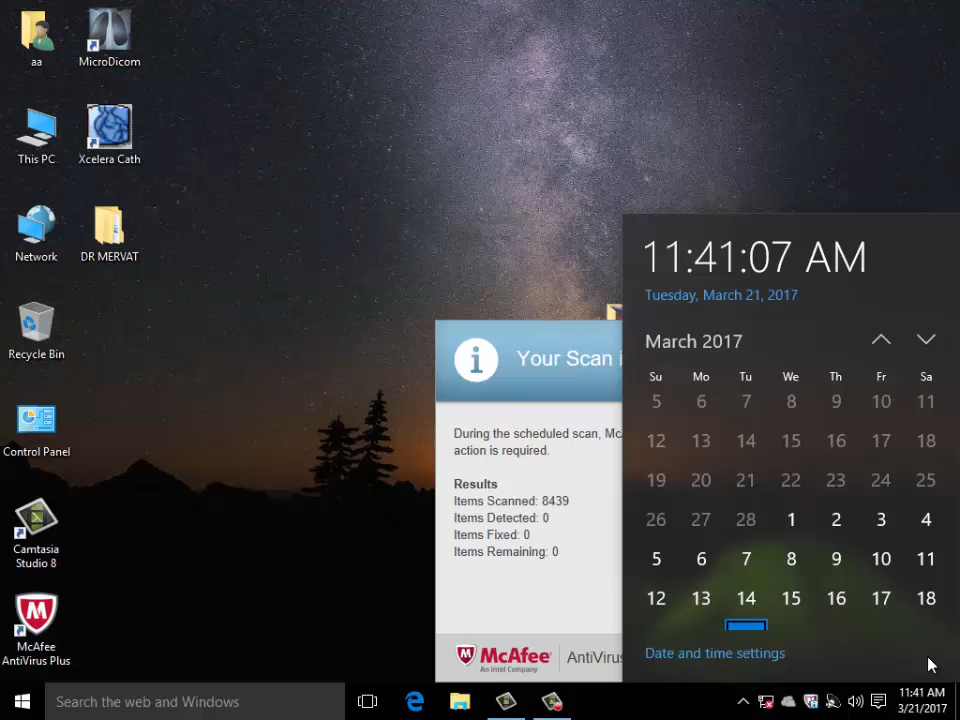 aa
MicroDicom
This PC
Xcelera Cath
Network
DR MERVAT
Recycle Bin
Control Panel
Camtasia
Studio 8
McAfee
AntiVirus Plus
Your Scan i
During the scheduled scan, Mc
action is required.
Results
Items Scanned: 8439
Items Detected: 0
Items Fixed: 0
Items Remaining: 0
McAfee
An Intel Company
AntiViru
11:41:07 AM
Tuesday, March 21, 2017
March 2017
Su Mo Tu We Th Fr Sa
5 6 7 8 9 10 11
12 13 14 15 16 17 18
19 20 21 22 23 24 25
26 27 28 1 2 3 4
5 6 7 8 9 10 11
12 13 14 15 16 17 18
Date and time settings
Search the web and Windows
11:41 AM
3/21/2017